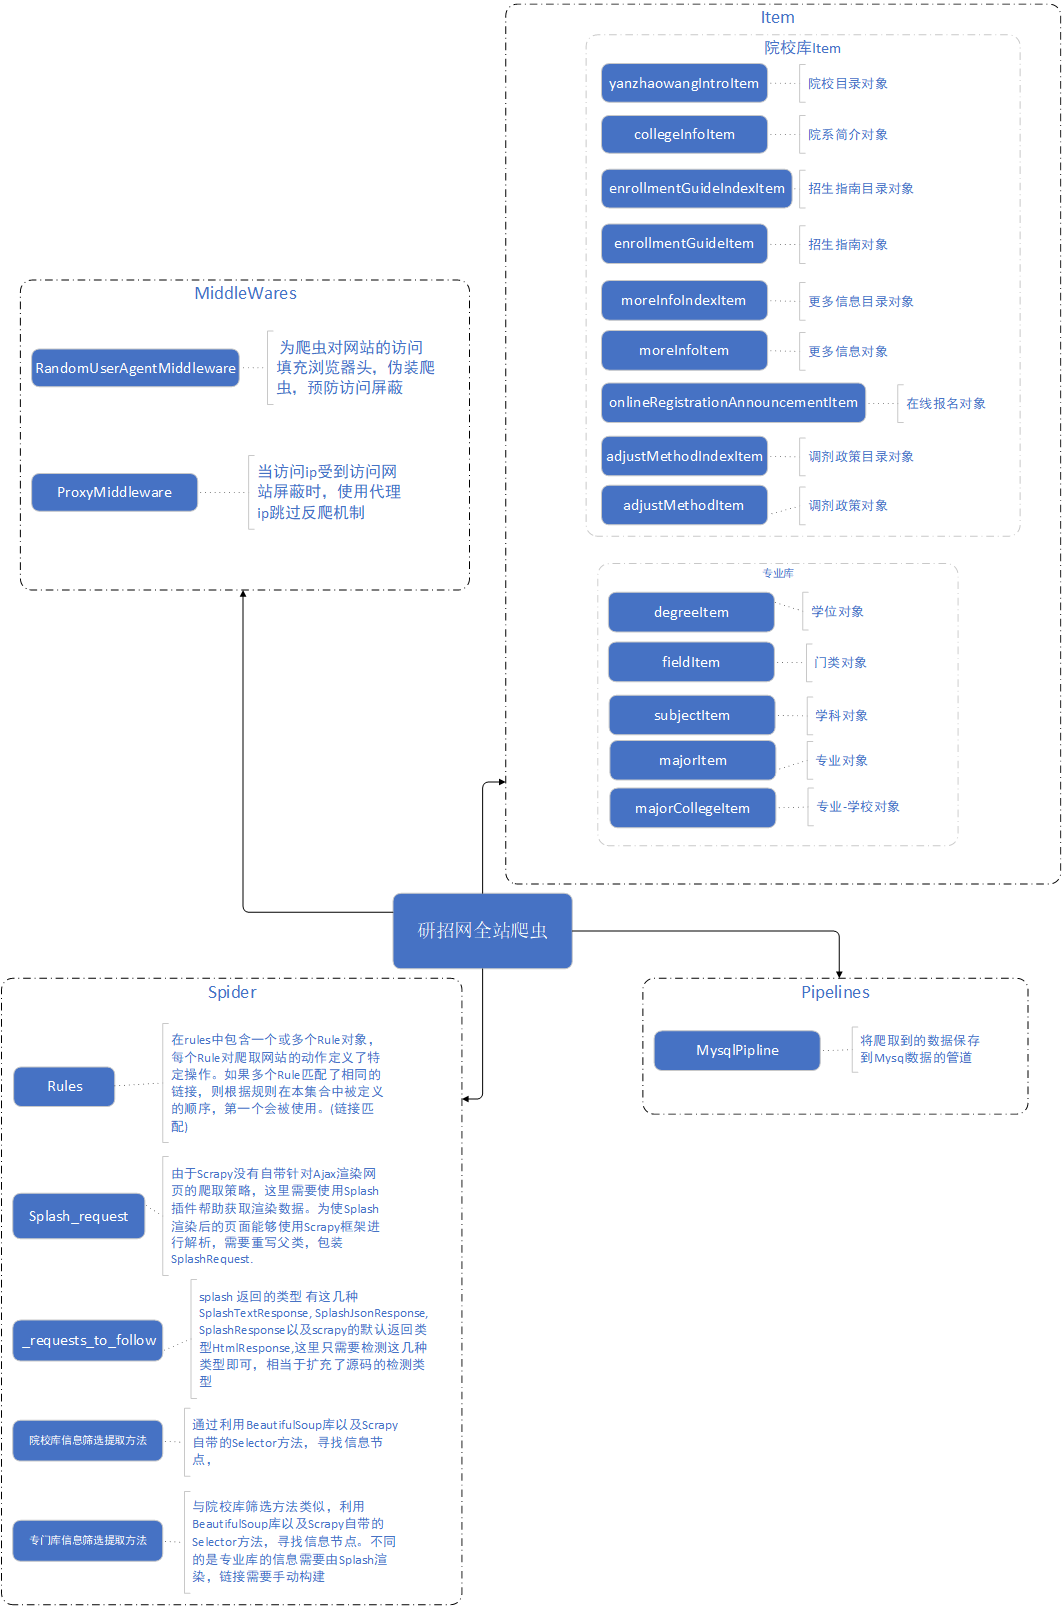 Item
院校库Item
yanzhaowangIntroItem
院校目录对象
collegeInfoItem
院系简介对象
enrollmentGuideIndexItem
招生指南目录对象
enrollmentGuideItem
招生指南对象
moreInfoIndexItem
更多信息目录对象
moreInfoItem
更多信息对象
onlineRegistrationAnnouncementItem
在线报名对象
adjustMethodIndexItem
调剂政策目录对象
adjustMethodItem
调剂政策对象
专业库
degreeItem
学位对象
fieldItem
门类对象
subjectItem
学科对象
majorItem
专业对象
majorCollegeItem
专业-学校对象
MiddleWares
RandomUserAgentMiddleware
为爬虫对网站的访问
填充浏览器头，伪装爬
虫，预防访问屏蔽
ProxyMiddleware
当访问ip受到访问网
站屏蔽时，使用代理
ip跳过反爬机制
研招网全站爬虫
Spider
Rules
在rules中包含一个或多个Rule对象，
每个Rule对爬取网站的动作定义了特
定操作。如果多个Rule匹配了相同的
链接，则根据规则在本集合中被定义
的顺序，第一个会被使用。(链接匹
配)
Splash_request
由于Scrapy没有自带针对Ajax渲染网
页的爬取策略，这里需要使用Splash
插件帮助获取渲染数据。为使Splash
渲染后的页面能够使用Scrapy框架进
行解析，需要重写父类，包装
SplashRequest.
_requests_to_follow
splash 返回的类型 有这几种
SplashTextResponse, SplashJsonResponse,
SplashResponse以及scrapy的默认返回类
型HtmlResponse,这里只需要检测这几种
类型即可，相当于扩充了源码的检测类
型
院校库信息筛选提取方法
通过利用BeautifulSoup库以及Scrapy
自带的Selector方法，寻找信息节
点，
专门库信息筛选提取方法
与院校库筛选方法类似，利用
BeautifulSoup库以及Scrapy自带的
Selector方法，寻找信息节点。不同
的是专业库的信息需要由Splash渲
染，链接需要手动构建
Pipelines
MysqlPipline
将爬取到的数据保存
到Mysql数据的管道